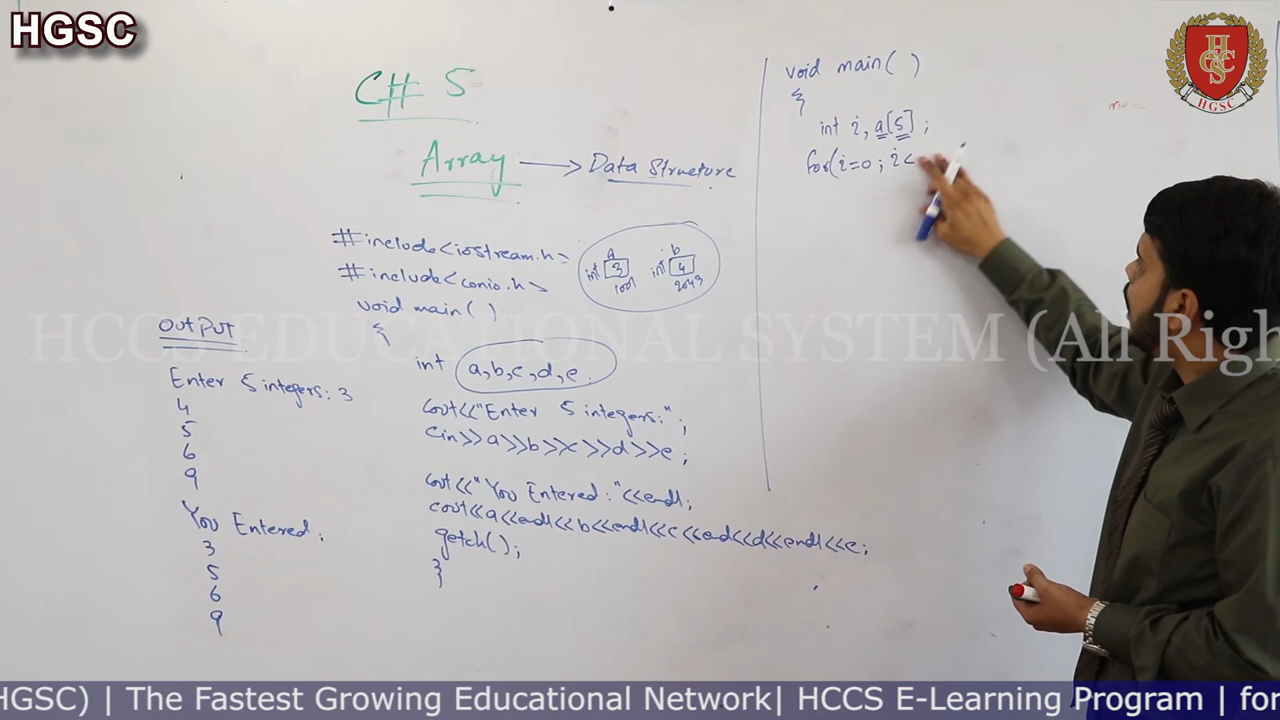 HGSC
C# 5
Array → Data Structure
#include<iostream.h>
#include<conio.h>
void main( )
{
int a,b,c,d,e.
cout<<"Enter 5 integers:";
cin>>a>>b>>c>>d>>e;
cout<<"You Entered:"<<endl;
cout<<a<<endl<<b<<endl<<c<<endl<<d<<endl<<e;
getch();
}
a
int 3
1001
b
int 4
2043
OUTPUT
Enter 5 integers: 3
4
5
6
9
You Entered:
3
5
6
9
void main( )
{
int i, a[5] ;
for(i=0; i<
HGSC
HCCS EDUCATIONAL SYSTEM (All Righ
HGSC) | The Fastest Growing Educational Network| HCCS E-Learning Program | for